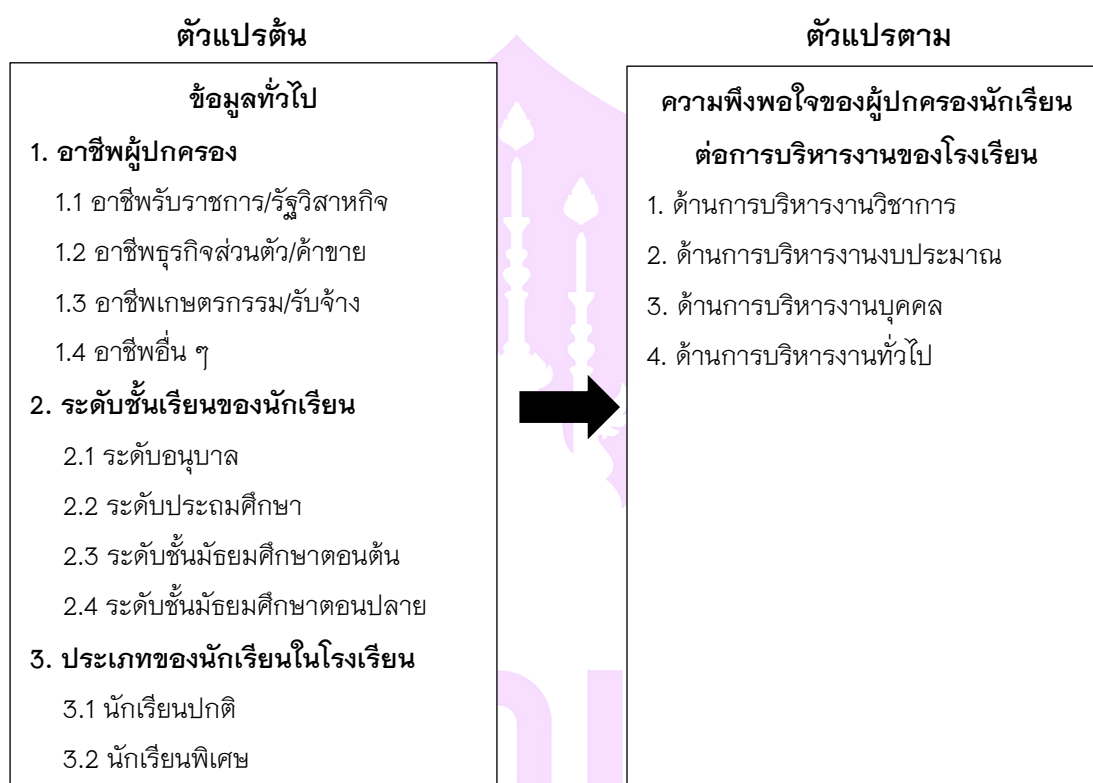 ตัวแปรต้น
ข้อมูลทั่วไป
1. อาชีพผู้ปกครอง
1.1 อาชีพรับราชการ/รัฐวิสาหกิจ
1.2 อาชีพธุรกิจส่วนตัว/ค้าขาย
1.3 อาชีพเกษตรกรรม/รับจ้าง
1.4 อาชีพอื่น ๆ
2. ระดับชั้นเรียนของนักเรียน
2.1 ระดับอนุบาล
2.2 ระดับประถมศึกษา
2.3 ระดับชั้นมัธยมศึกษาตอนต้น
2.4 ระดับชั้นมัธยมศึกษาตอนปลาย
3. ประเภทของนักเรียนในโรงเรียน
3.1 นักเรียนปกติ
3.2 นักเรียนพิเศษ
ตัวแปรตาม
ความพึงพอใจของผู้ปกครองนักเรียน
ต่อการบริหารงานของโรงเรียน
1. ด้านการบริหารงานวิชาการ
2. ด้านการบริหารงานงบประมาณ
3. ด้านการบริหารงานบุคคล
4. ด้านการบริหารงานทั่วไป